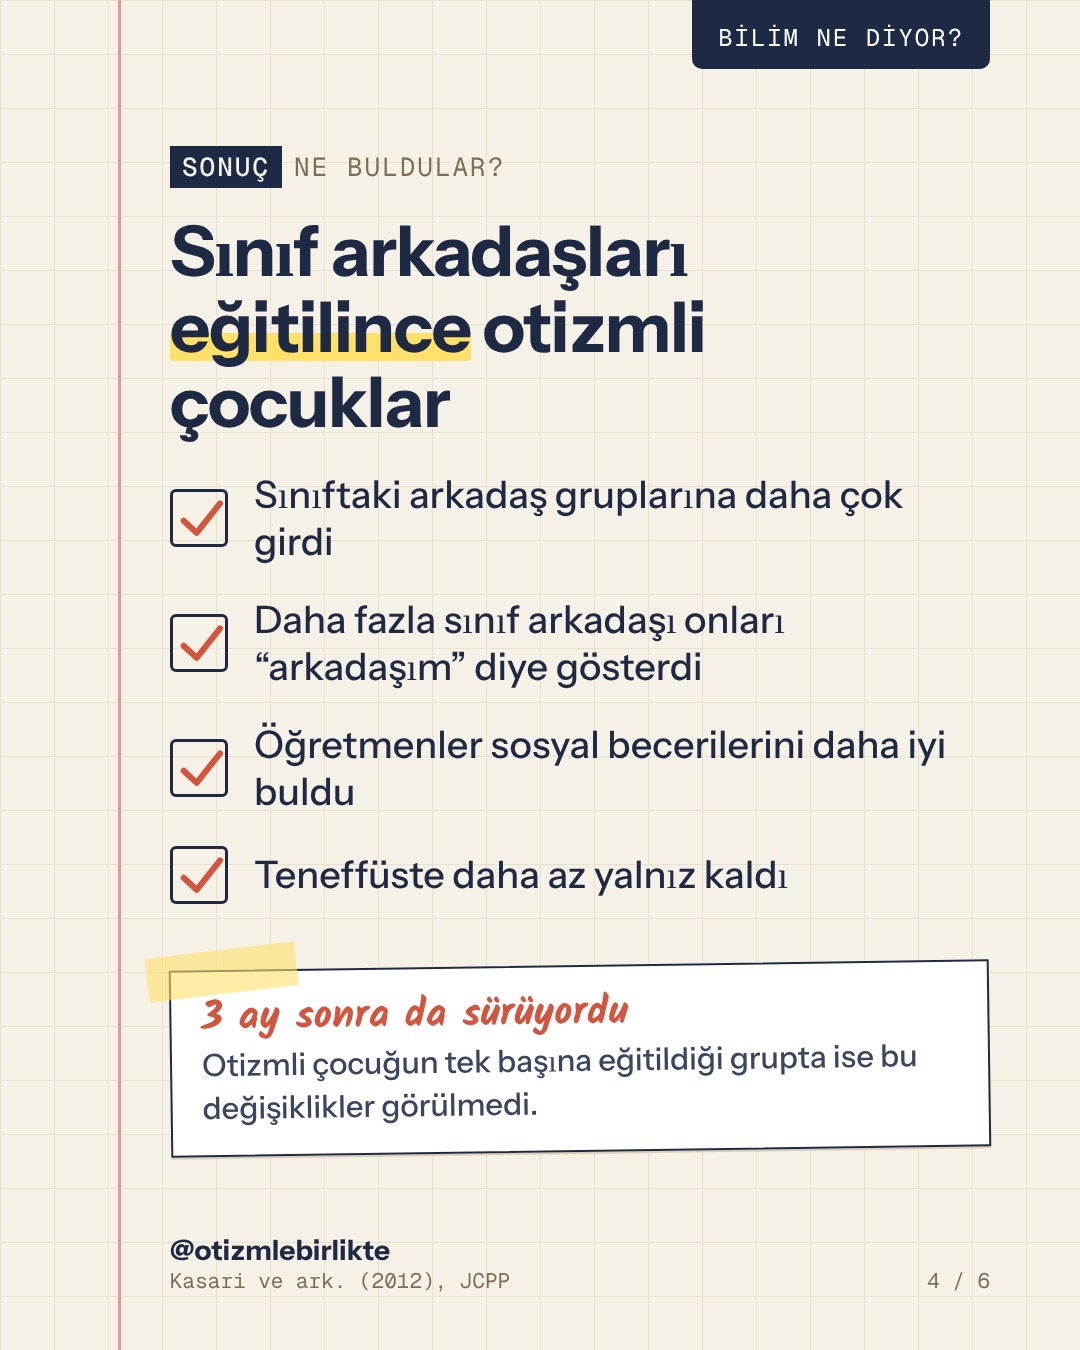 BİLİM NE DİYOR?
SONUÇ NE BULDULAR?
Sınıf arkadaşları
eğitilince otizmli
çocuklar
Sınıftaki arkadaş gruplarına daha çok
girdi
Daha fazla sınıf arkadaşı onları
“arkadaşım” diye gösterdi
Öğretmenler sosyal becerilerini daha iyi
buldu
Teneffüste daha az yalnız kaldı
3 ay sonra da sürüyordu
Otizmli çocuğun tek başına eğitildiği grupta ise bu
değişiklikler görülmedi.
@otizmlebirlikte
Kasari ve ark. (2012), JCPP
4 / 6